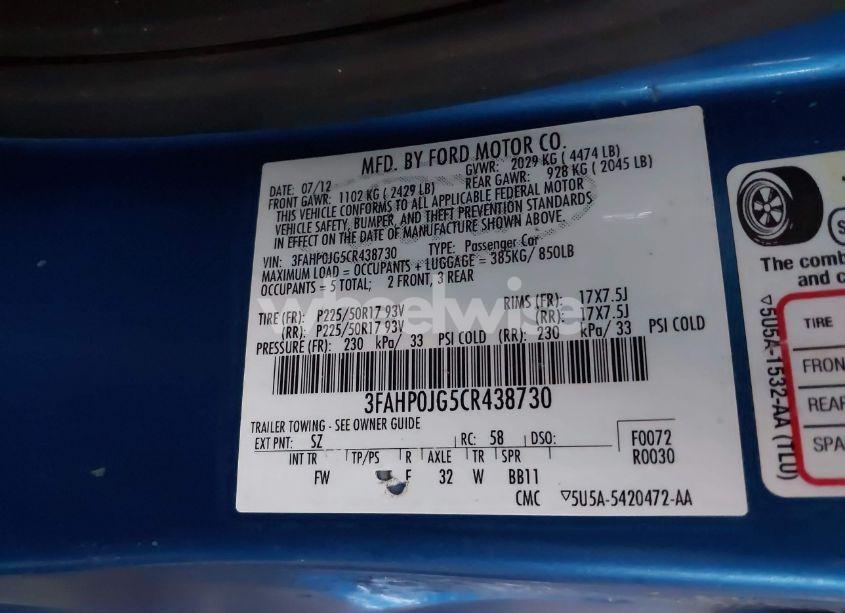 MFD. BY FORD MOTOR CO.
DATE: 07/12 GVWR: 2029 KG ( 4474 LB)
FRONT GAWR: 1102 KG ( 2429 LB) REAR GAWR: 928 KG ( 2045 LB)
THIS VEHICLE CONFORMS TO ALL APPLICABLE FEDERAL MOTOR
VEHICLE SAFETY, BUMPER, AND THEFT PREVENTION STANDARDS
IN EFFECT ON THE DATE OF MANUFACTURE SHOWN ABOVE.
VIN: 3FAHP0JG5CR438730 TYPE: Passenger Car
MAXIMUM LOAD = OCCUPANTS + LUGGAGE = 385KG/ 850LB
OCCUPANTS = 5 TOTAL; 2 FRONT, 3 REAR
wheelwise
TIRE (FR): P225/50R17 93V RIMS (FR): 17X7.5J
(RR): P225/50R17 93V (RR): 17X7.5J
PRESSURE (FR): 230 kPa/ 33 PSI COLD (RR): 230 kPa/ 33 PSI COLD
3FAHP0JG5CR438730
TRAILER TOWING - SEE OWNER GUIDE
EXT PNT: SZ RC: 58 DSO: F0072
INT TR TP/PS R AXLE TR SPR R0030
FW F 32 W BB11
CMC ▽5U5A-5420472-AA
The comb
and c
TIRE
FRON
REAR
SPA
▽5U5A-1532-AA (TLU)